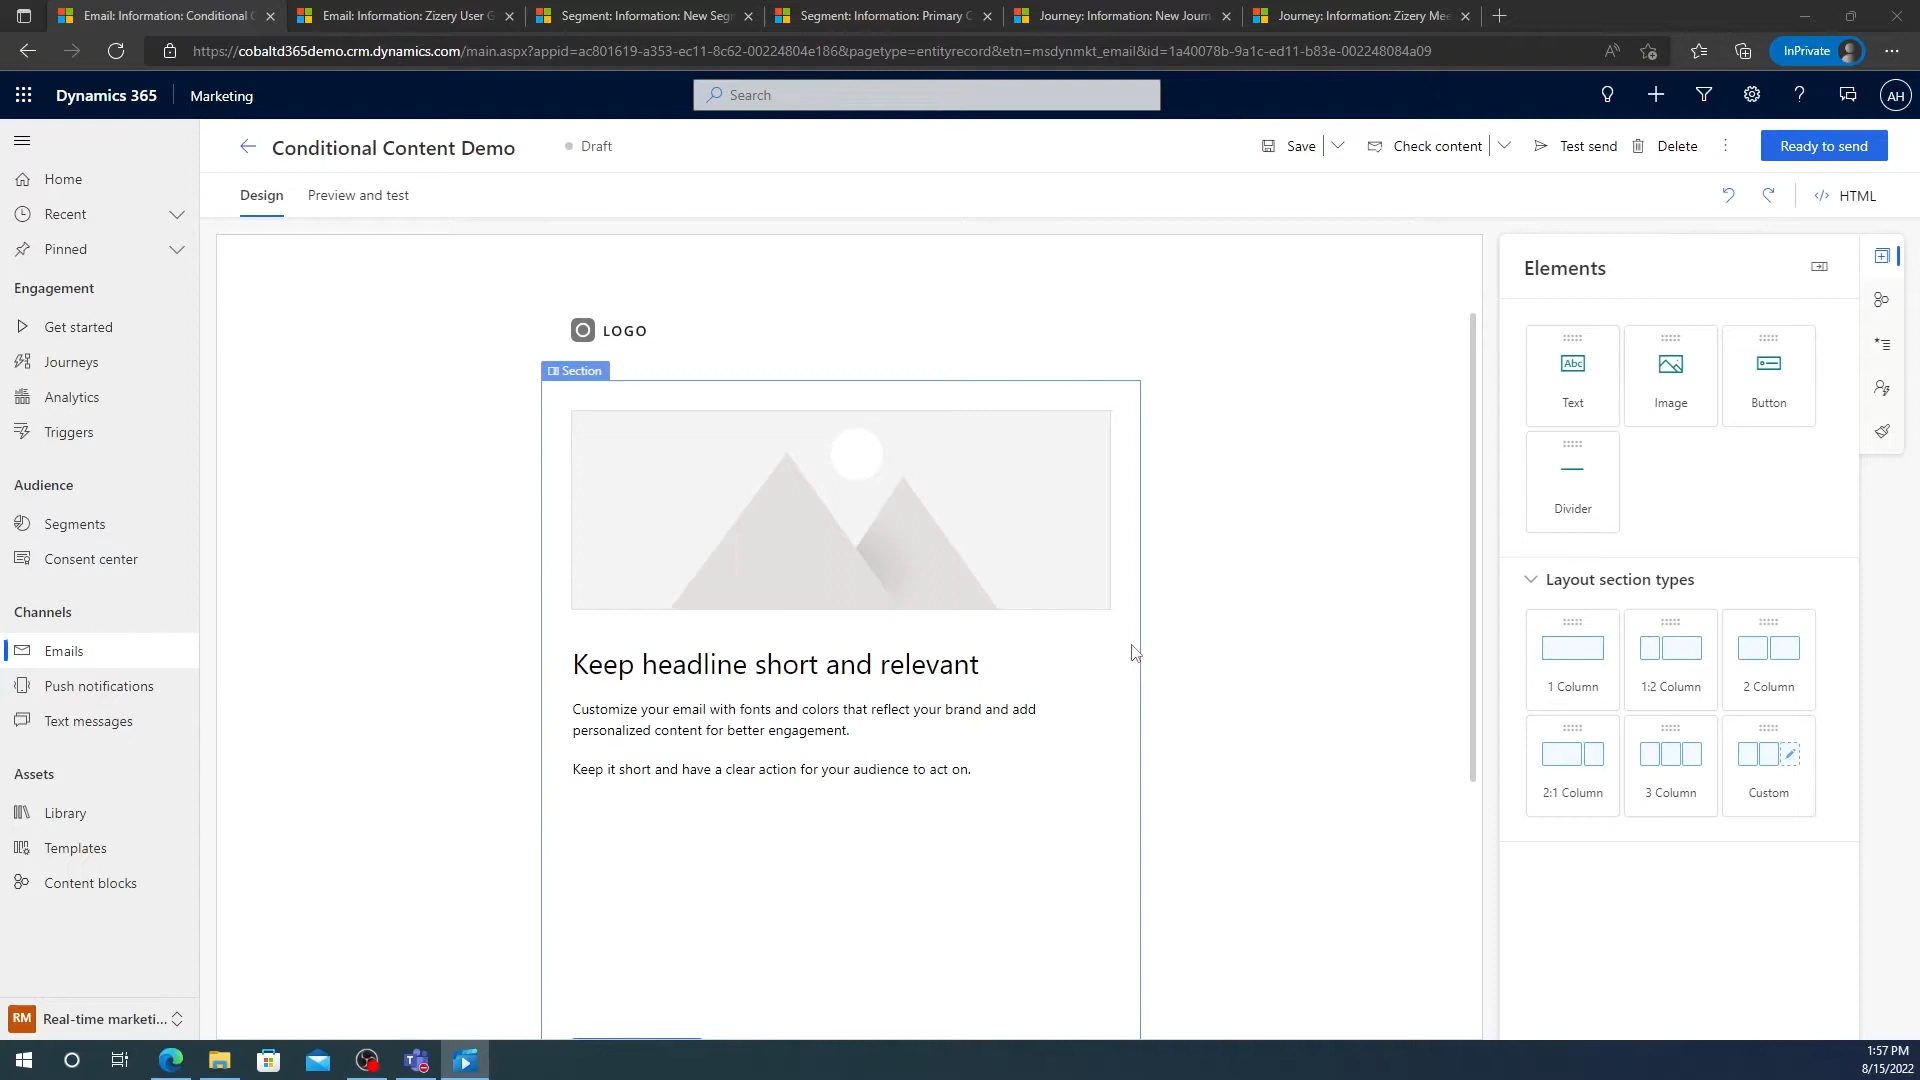 Email: Information: Conditional C
Email: Information: Zizery User G
Segment: Information: New Seg
Segment: Information: Primary C
Journey: Information: New Journ
Journey: Information: Zizery Mee
https://cobaltd365demo.crm.dynamics.com/main.aspx?appid=ac801619-a353-ec11-8c62-00224804e186&pagetype=entityrecord&etn=msdynmkt_email&id=1a40078b-9a1c-ed11-b83e-002248084a09
InPrivate
Dynamics 365
Marketing
Search
AH
Conditional Content Demo
Draft
Save
Check content
Test send
Delete
Ready to send
Design
Preview and test
HTML
Home
Recent
Pinned
Engagement
Get started
Journeys
Analytics
Triggers
Audience
Segments
Consent center
Channels
Emails
Push notifications
Text messages
Assets
Library
Templates
Content blocks
RM
Real-time marketi...
LOGO
Section
Keep headline short and relevant
Customize your email with fonts and colors that reflect your brand and add
personalized content for better engagement.
Keep it short and have a clear action for your audience to act on.
Elements
Abc
Text
Image
Button
Divider
Layout section types
1 Column
1:2 Column
2 Column
2:1 Column
3 Column
Custom
1:57 PM
8/15/2022